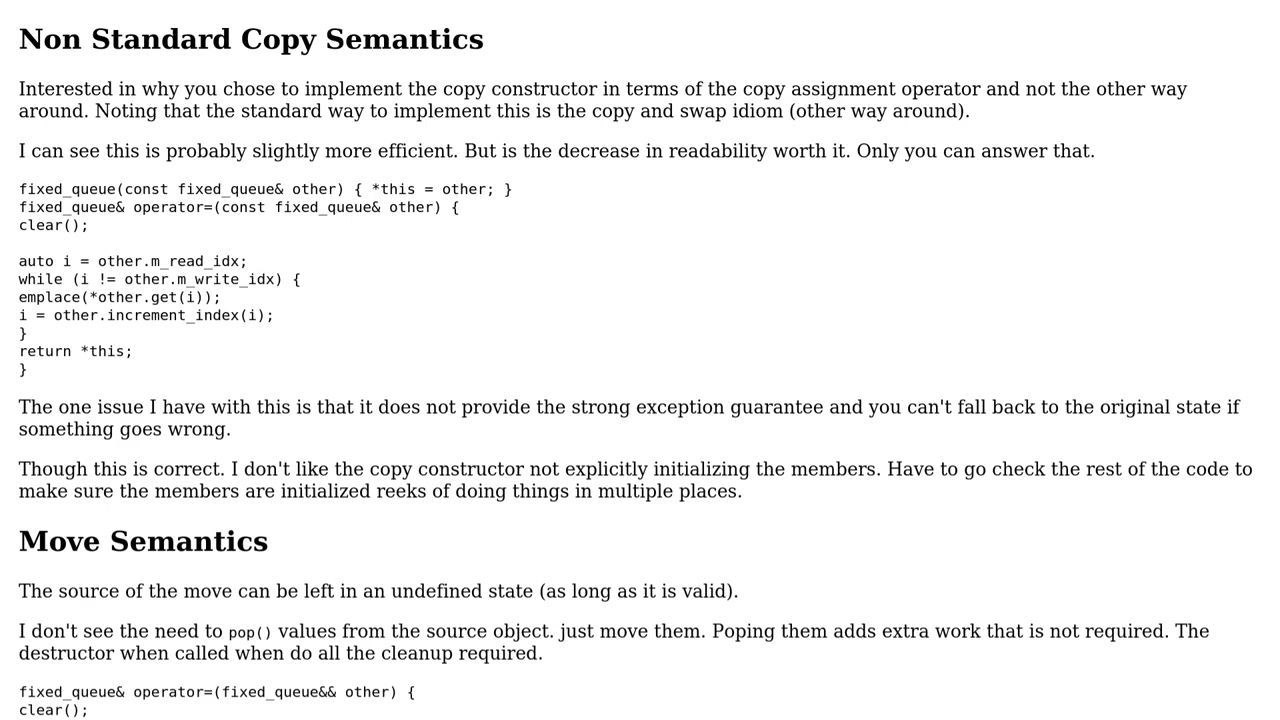 Non Standard Copy Semantics
Interested in why you chose to implement the copy constructor in terms of the copy assignment operator and not the other way
around. Noting that the standard way to implement this is the copy and swap idiom (other way around).
I can see this is probably slightly more efficient. But is the decrease in readability worth it. Only you can answer that.
fixed_queue(const fixed_queue& other) { *this = other; }
fixed_queue& operator=(const fixed_queue& other) {
clear();
auto i = other.m_read_idx;
while (i != other.m_write_idx) {
emplace(*other.get(i));
i = other.increment_index(i);
}
return *this;
}
The one issue I have with this is that it does not provide the strong exception guarantee and you can't fall back to the original state if
something goes wrong.
Though this is correct. I don't like the copy constructor not explicitly initializing the members. Have to go check the rest of the code to
make sure the members are initialized reeks of doing things in multiple places.
Move Semantics
The source of the move can be left in an undefined state (as long as it is valid).
I don't see the need to pop() values from the source object. just move them. Poping them adds extra work that is not required. The
destructor when called when do all the cleanup required.
fixed_queue& operator=(fixed_queue&& other) {
clear();